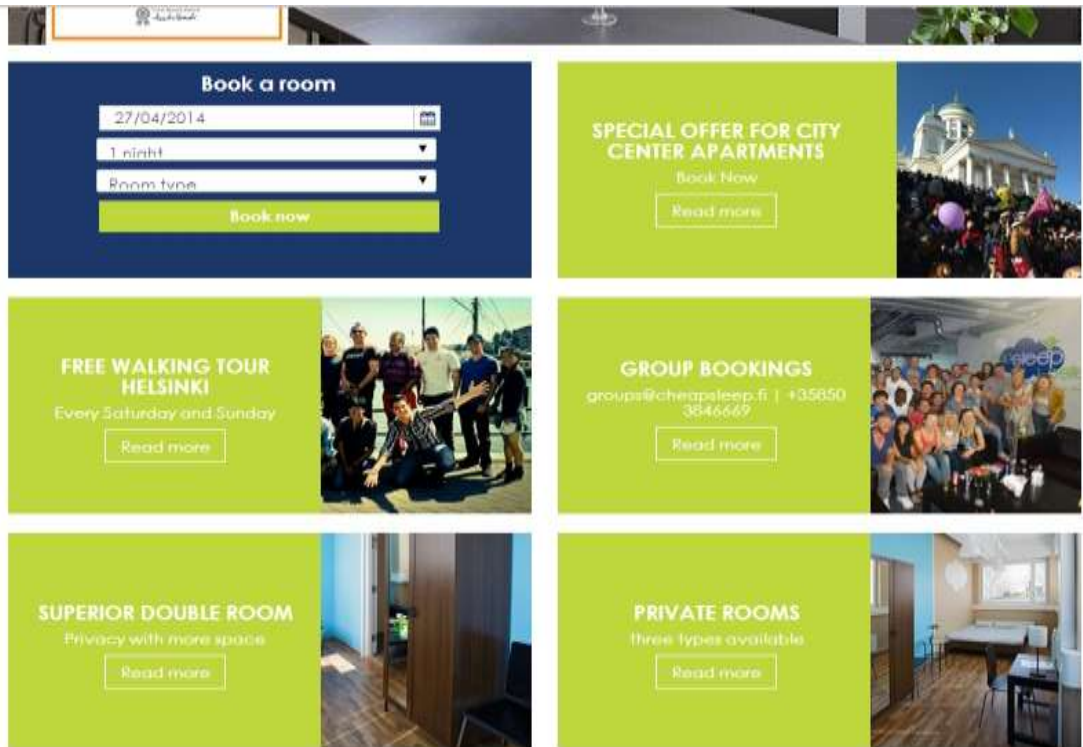 Book a room
27/04/2014
1 night
Room type
Book now
SPECIAL OFFER FOR CITY
CENTER APARTMENTS
Book Now
Read more
FREE WALKING TOUR
HELSINKI
Every Saturday and Sunday
Read more
GROUP BOOKINGS
groups@cheapsleep.fi | +35850
3846669
Read more
sleep
SUPERIOR DOUBLE ROOM
Privacy with more space
Read more
PRIVATE ROOMS
three types available
Read more